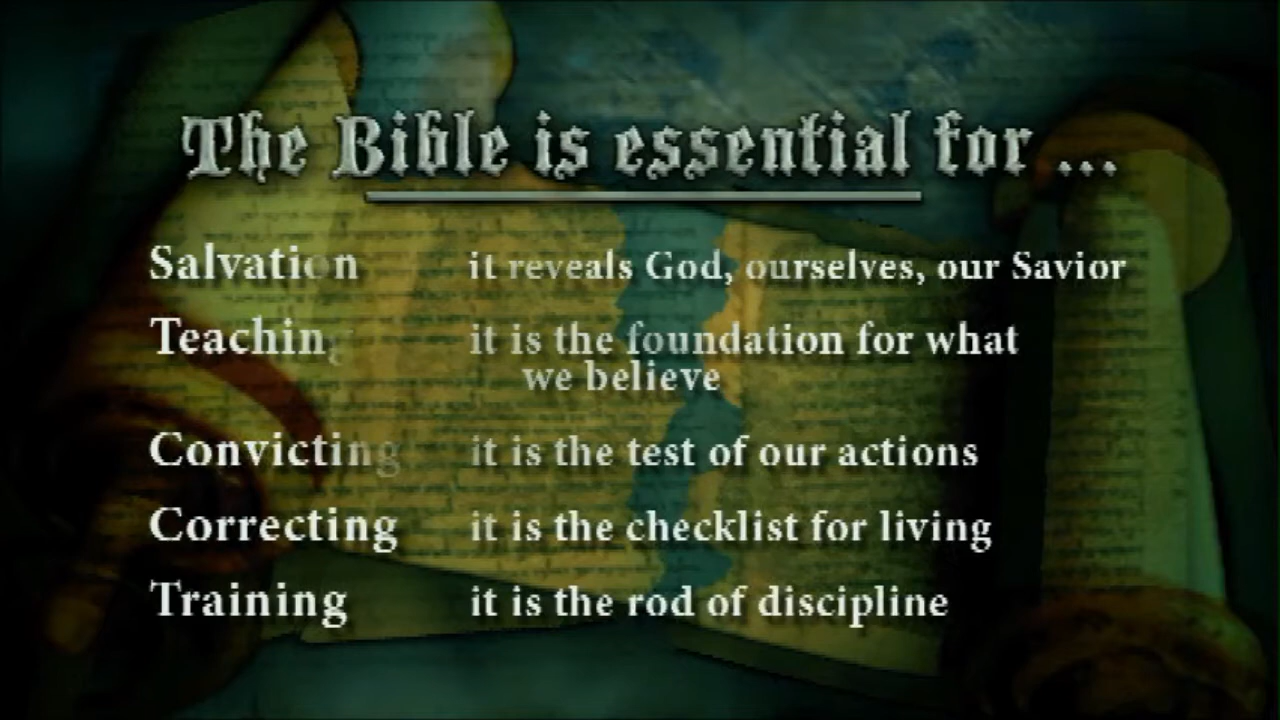 The Bible is essential for ...
Salvation it reveals God, ourselves, our Savior
Teaching it is the foundation for what
we believe
Convicting it is the test of our actions
Correcting it is the checklist for living
Training it is the rod of discipline